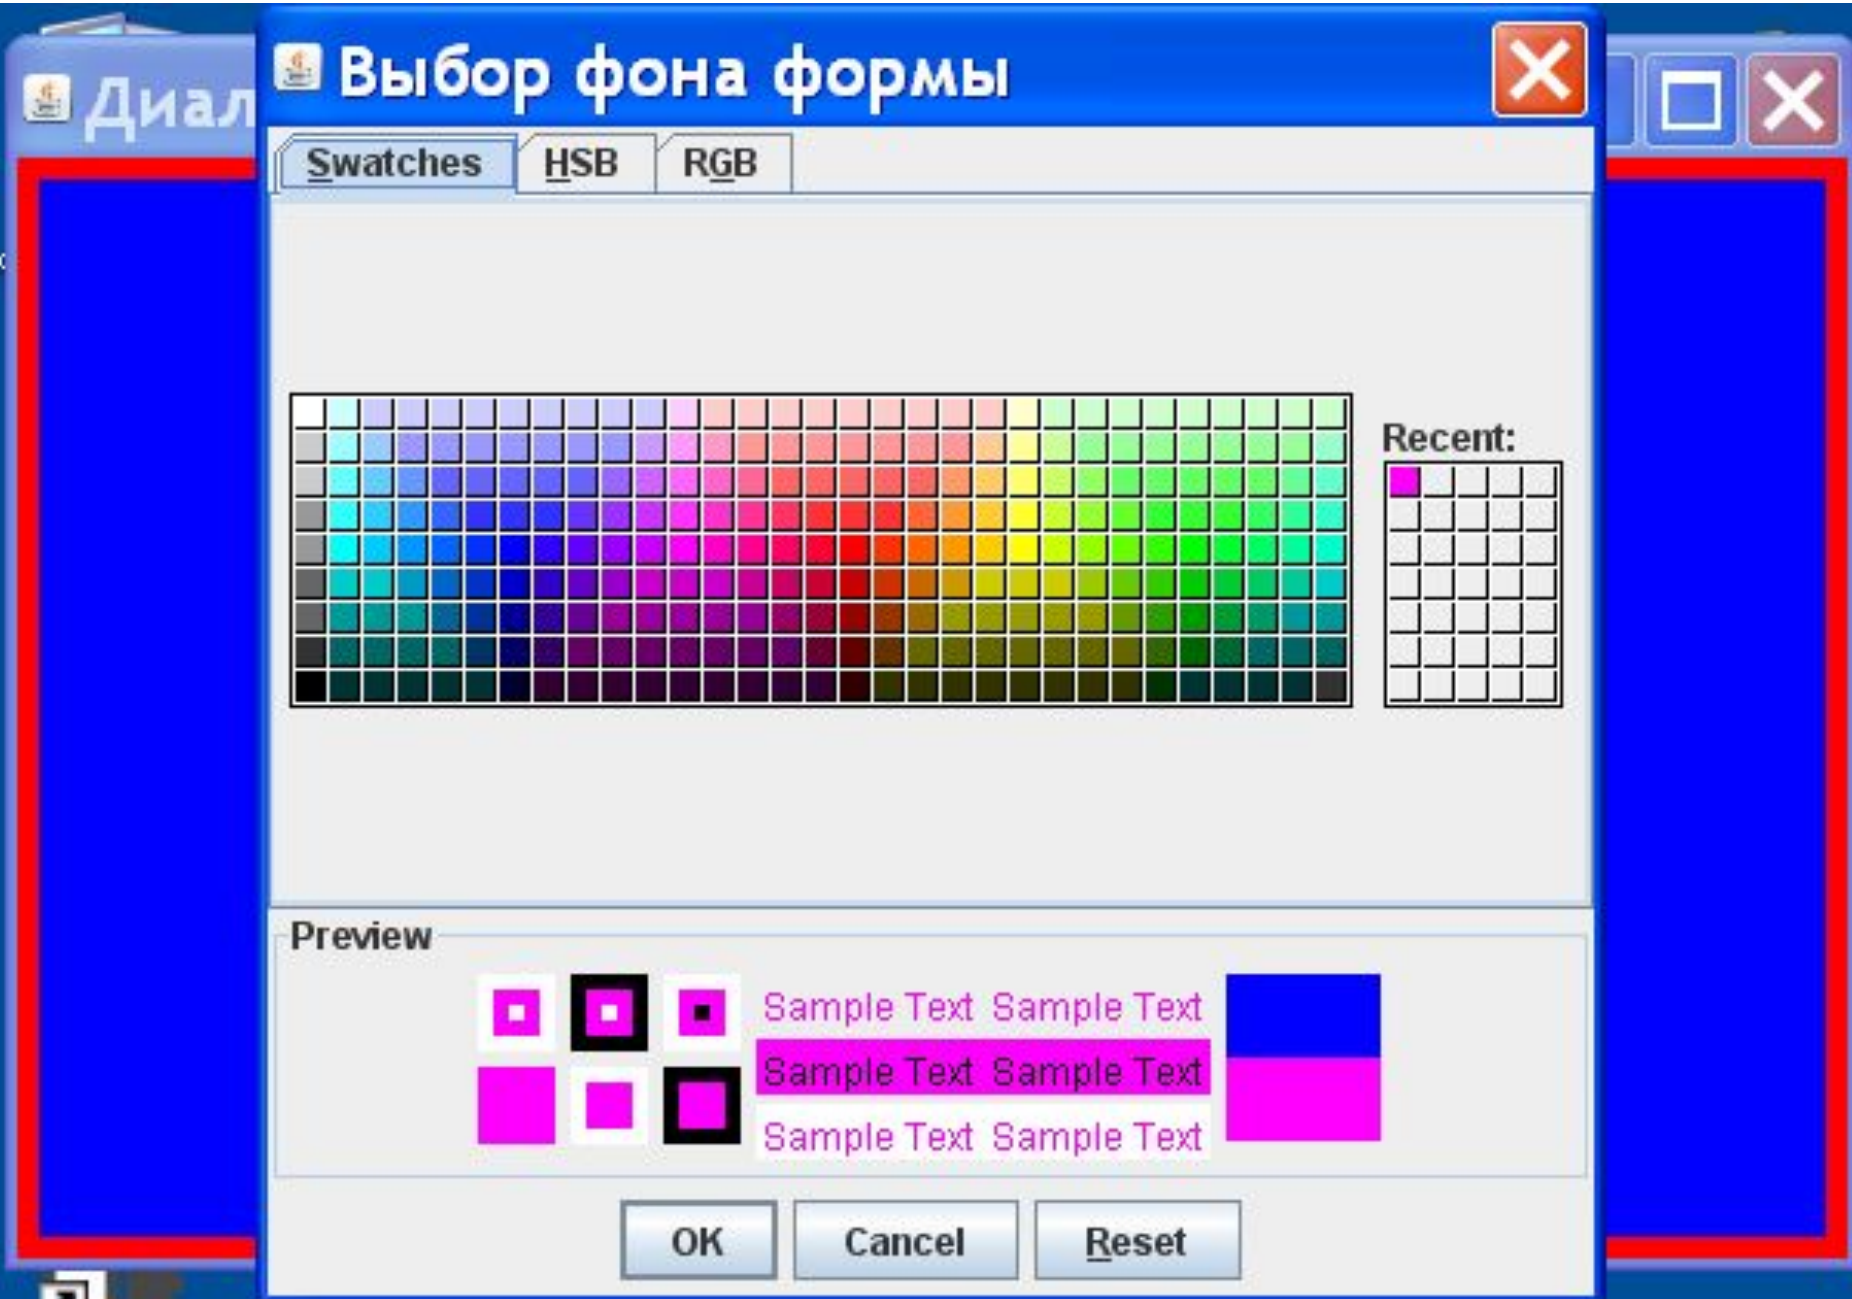 Диал
Выбор фона формы
Swatches HSB RGB
Recent:
Preview
Sample Text Sample Text
Sample Text Sample Text
Sample Text Sample Text
OK Cancel Reset